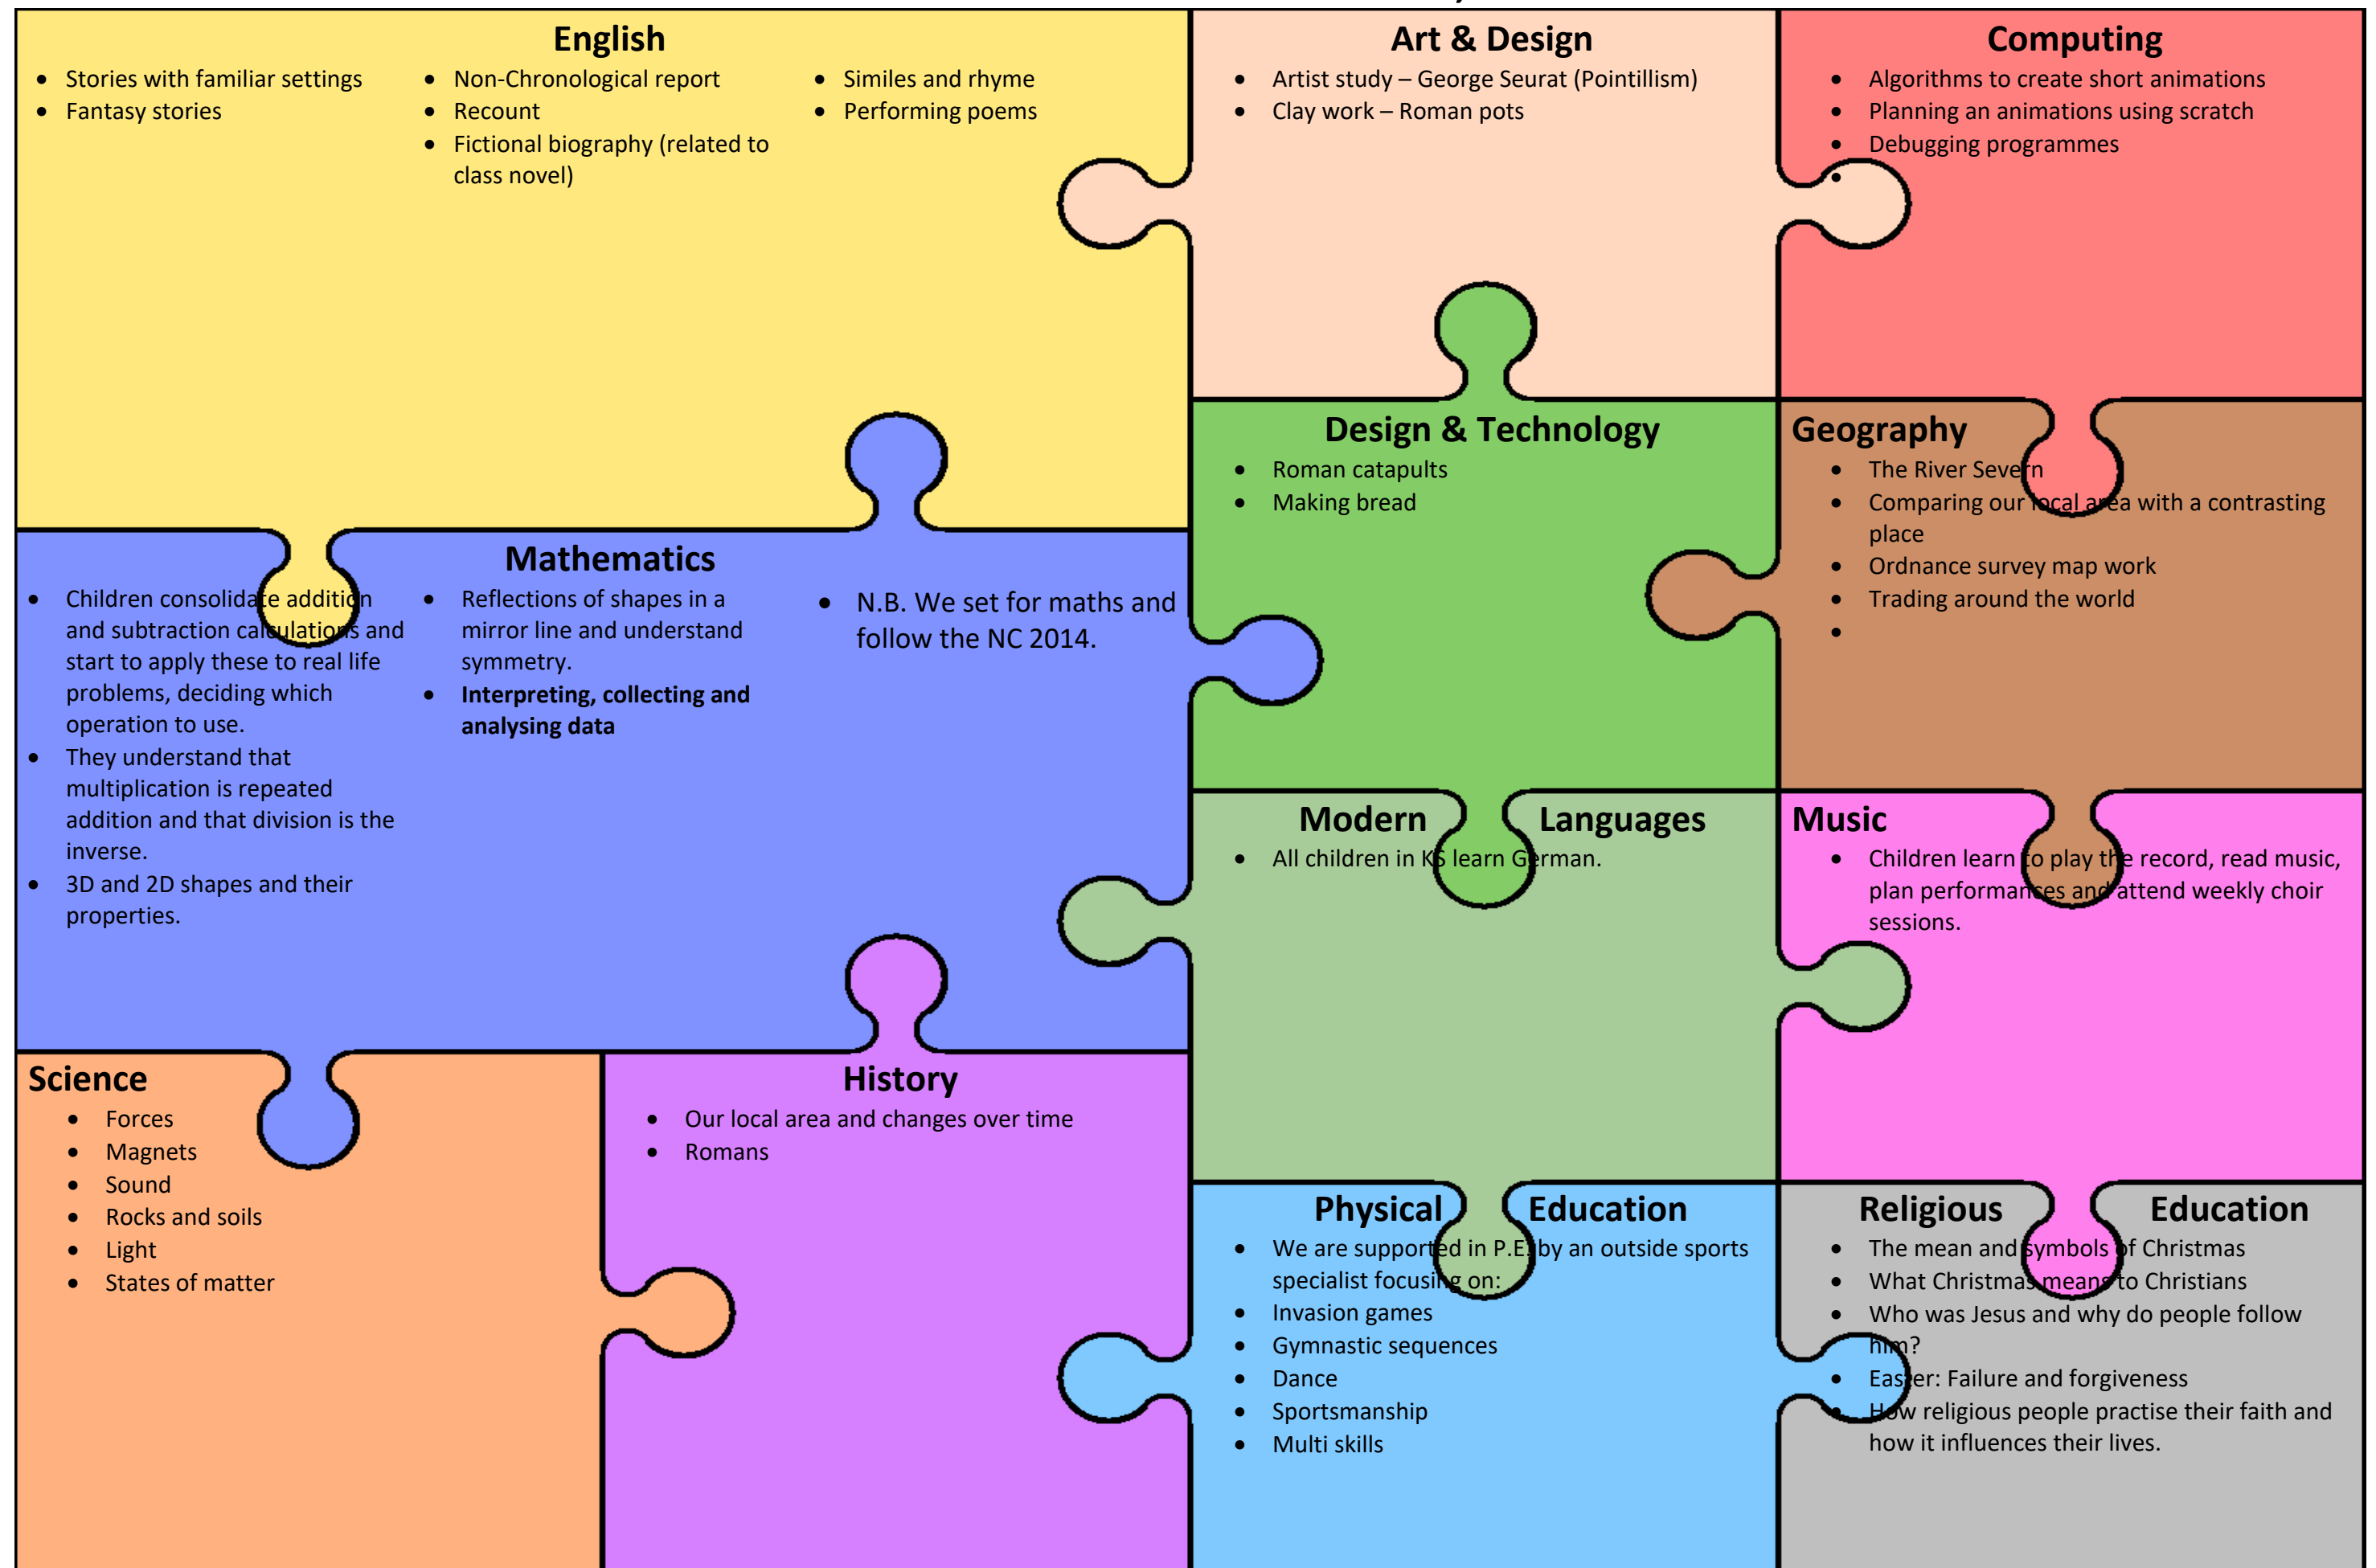 English
• Stories with familiar settings
• Fantasy stories
• Non-Chronological report
• Recount
• Fictional biography (related to
class novel)
• Similes and rhyme
• Performing poems
Art & Design
• Artist study – George Seurat (Pointillism)
• Clay work – Roman pots
Computing
• Algorithms to create short animations
• Planning an animations using scratch
• Debugging programmes
•
Mathematics
• Children consolidate addition
and subtraction calculations and
start to apply these to real life
problems, deciding which
operation to use.
• They understand that
multiplication is repeated
addition and that division is the
inverse.
• 3D and 2D shapes and their
properties.
• Reflections of shapes in a
mirror line and understand
symmetry.
• Interpreting, collecting and
analysing data
• N.B. We set for maths and
follow the NC 2014.
Design & Technology
• Roman catapults
• Making bread
Geography
• The River Severn
• Comparing our local area with a contrasting
place
• Ordnance survey map work
• Trading around the world
•
Modern Languages
• All children in KS learn German.
Music
• Children learn to play the record, read music,
plan performances and attend weekly choir
sessions.
Science
• Forces
• Magnets
• Sound
• Rocks and soils
• Light
• States of matter
History
• Our local area and changes over time
• Romans
Physical Education
• We are supported in P.E. by an outside sports
specialist focusing on:
• Invasion games
• Gymnastic sequences
• Dance
• Sportsmanship
• Multi skills
Religious Education
• The mean and symbols of Christmas
• What Christmas means to Christians
• Who was Jesus and why do people follow
him?
• Easter: Failure and forgiveness
• How religious people practise their faith and
how it influences their lives.